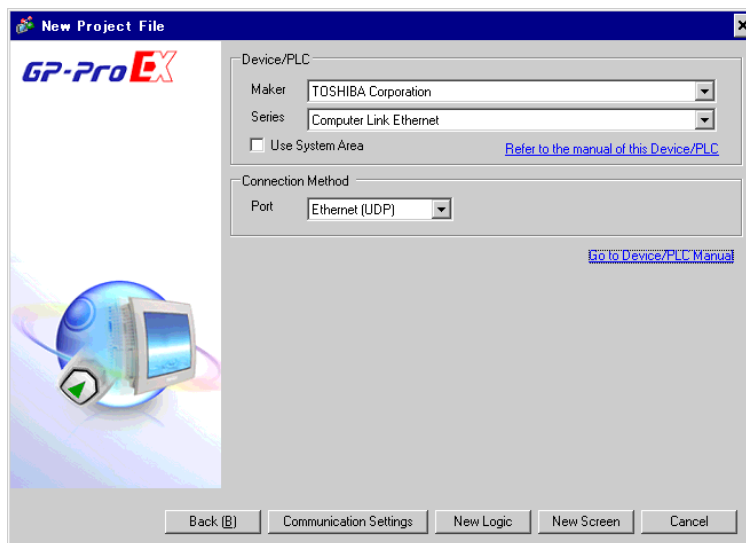 New Project File
GP-Pro EX
Device/PLC
Maker TOSHIBA Corporation
Series Computer Link Ethernet
Use System Area Refer to the manual of this Device/PLC
Connection Method
Port Ethernet (UDP)
Go to Device/PLC Manual
Back (B) Communication Settings New Logic New Screen Cancel